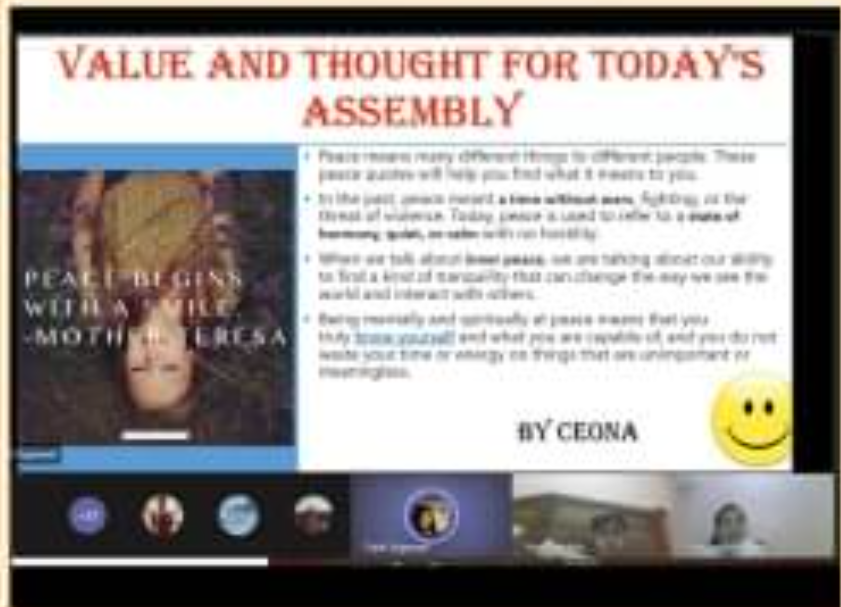 VALUE AND THOUGHT FOR TODAY'S
ASSEMBLY
PEACE BEGINS
WITH A SMILE
-MOTHER TERESA
• Peace means many different things to different people. These
peace quotes will help you find what it means to you.
• In the past, peace meant a time without wars, fighting, or the
threat of violence. Today, peace is used to refer to a state of
harmony, quiet, or calm with no hostility.
• When we talk about inner peace, we are talking about our ability
to find a kind of tranquility that can change the way we see the
world and interact with others.
• Being mentally and spiritually at peace means that you
truly know yourself and what you are capable of, and you do not
waste your time or energy on things that are unimportant or
meaningless.
BY CEONA